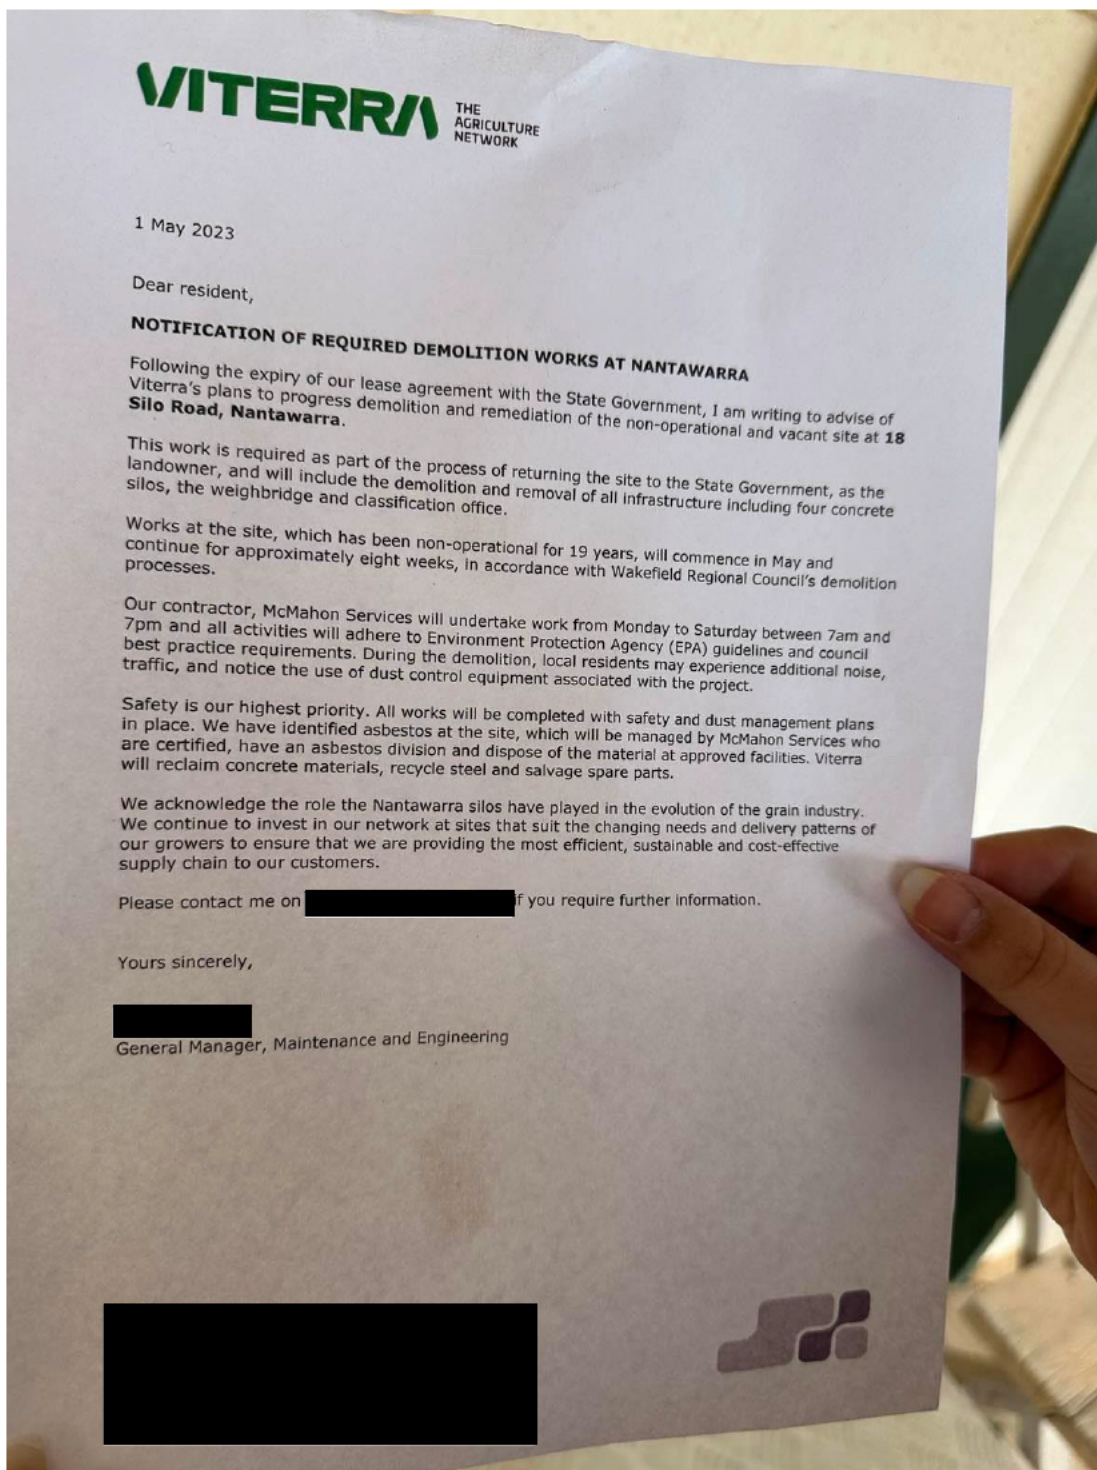 VITERRA
THE
AGRICULTURE
NETWORK
1 May 2023
Dear resident,
NOTIFICATION OF REQUIRED DEMOLITION WORKS AT NANTAWARRA
Following the expiry of our lease agreement with the State Government, I am writing to advise of
Viterra's plans to progress demolition and remediation of the non-operational and vacant site at 18
Silo Road, Nantawarra.
This work is required as part of the process of returning the site to the State Government, as the
landowner, and will include the demolition and removal of all infrastructure including four concrete
silos, the weighbridge and classification office.
Works at the site, which has been non-operational for 19 years, will commence in May and
continue for approximately eight weeks, in accordance with Wakefield Regional Council's demolition
processes.
Our contractor, McMahon Services will undertake work from Monday to Saturday between 7am and
7pm and all activities will adhere to Environment Protection Agency (EPA) guidelines and council
best practice requirements. During the demolition, local residents may experience additional noise,
traffic, and notice the use of dust control equipment associated with the project.
Safety is our highest priority. All works will be completed with safety and dust management plans
in place. We have identified asbestos at the site, which will be managed by McMahon Services who
are certified, have an asbestos division and dispose of the material at approved facilities. Viterra
will reclaim concrete materials, recycle steel and salvage spare parts.
We acknowledge the role the Nantawarra silos have played in the evolution of the grain industry.
We continue to invest in our network at sites that suit the changing needs and delivery patterns of
our growers to ensure that we are providing the most efficient, sustainable and cost-effective
supply chain to our customers.
Please contact me on if you require further information.
Yours sincerely,
General Manager, Maintenance and Engineering